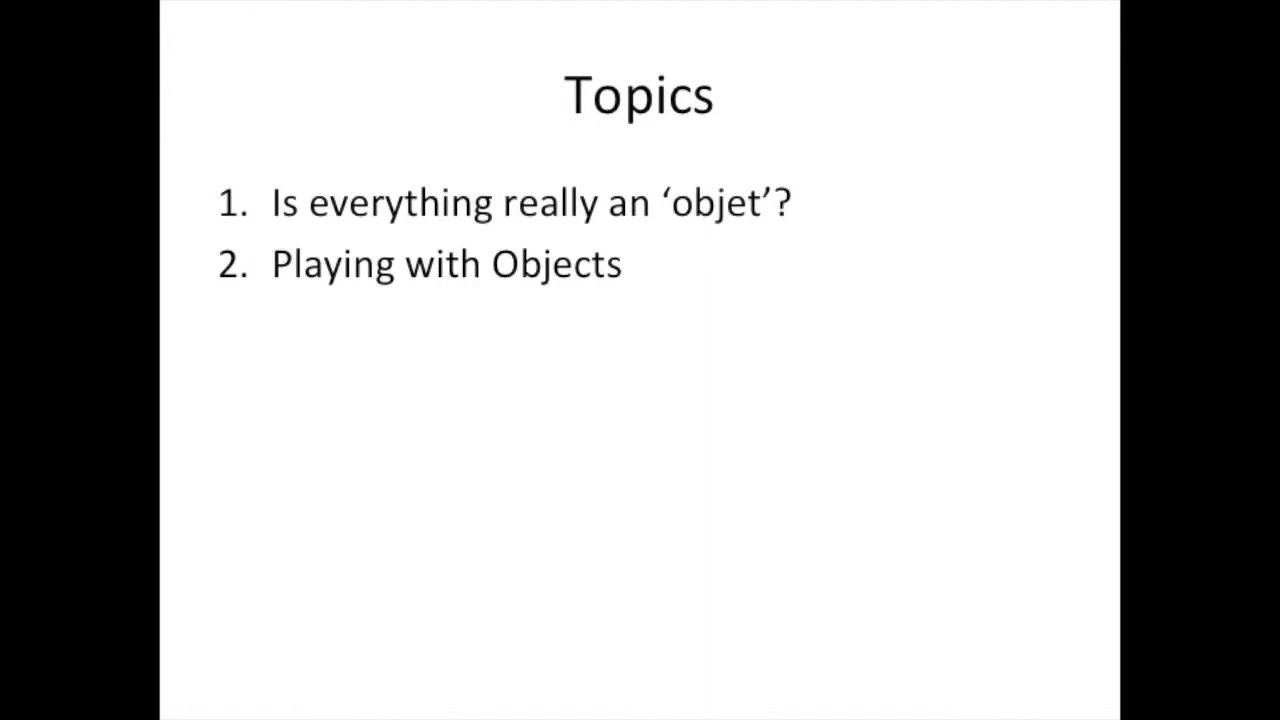 Topics
1. Is everything really an ‘objet’?
2. Playing with Objects